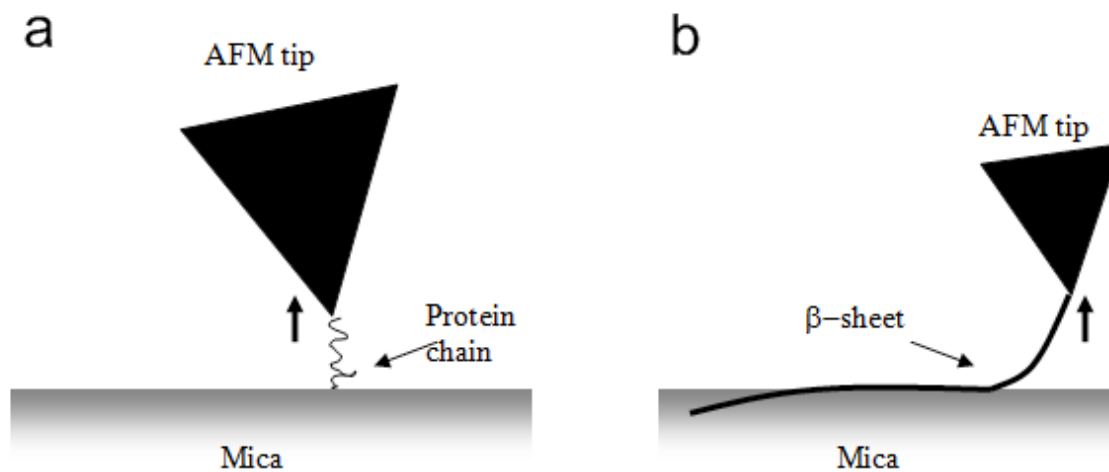 a
AFM tip
Protein
chain
Mica
b
AFM tip
β–sheet
Mica